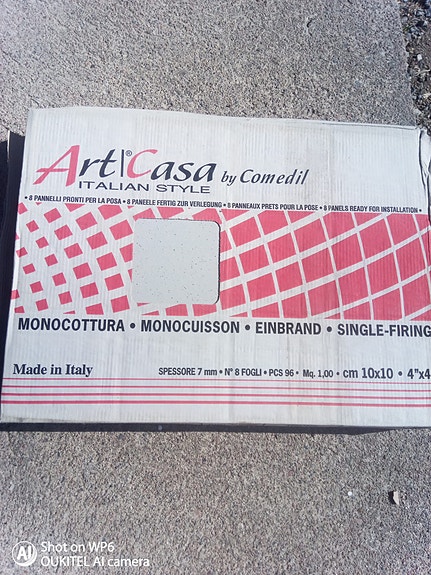 Art|®Casa by Comedil
ITALIAN STYLE
• 8 PANNELLI PRONTI PER LA POSA • 8 PANEELE FERTIG ZUR VERLEGUNG • 8 PANNEAUX PRETS POUR LA POSE • 8 PANELS READY FOR INSTALLATION •
MONOCOTTURA • MONOCUISSON • EINBRAND • SINGLE-FIRING
Made in Italy SPESSORE 7 mm • N° 8 FOGLI • PCS 96 • Mq. 1,00 • cm 10x10 • 4"x4
AI Shot on WP6
OUKITEL AI camera